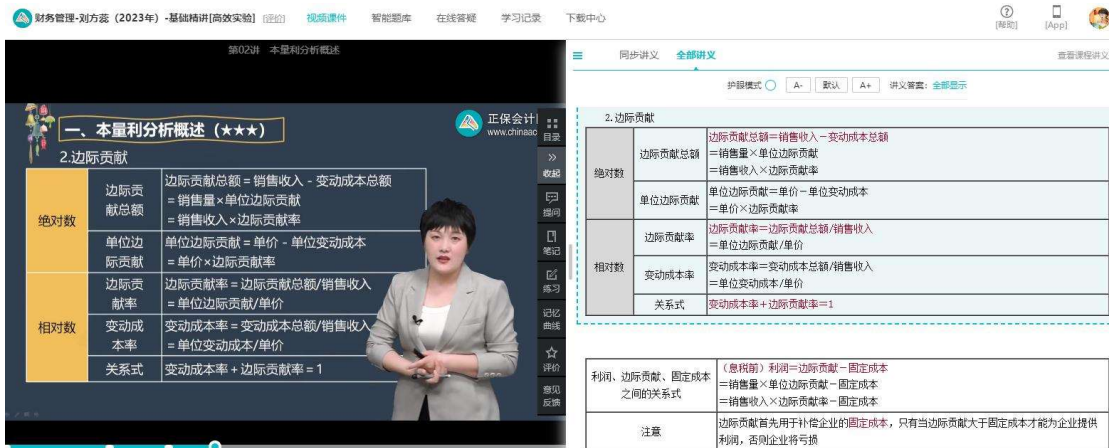 财务管理-刘方蕊（2023年）-基础精讲[高效实验] [评价] 视频课件 智能题库 在线答疑 学习记录 下载中心
[帮助] [App]
第02讲 本量利分析概述
一、本量利分析概述（★★★）
正保会计
www.chinaac
2.边际贡献
绝对数
边际贡
献总额
边际贡献总额=销售收入-变动成本总额
=销售量×单位边际贡献
=销售收入×边际贡献率
单位边
际贡献
单位边际贡献=单价-单位变动成本
=单价×边际贡献率
相对数
边际贡
献率
边际贡献率=边际贡献总额/销售收入
=单位边际贡献/单价
变动成
本率
变动成本率=变动成本总额/销售收入
=单位变动成本/单价
关系式
变动成本率+边际贡献率=1
目录
收起
提问
笔记
练习
记忆
曲线
评价
意见
反馈
同步讲义 全部讲义 查看课程讲义
护眼模式 A- 默认 A+ 讲义答案：全部显示
2.边际贡献
绝对数
边际贡献总额
边际贡献总额=销售收入-变动成本总额
=销售量×单位边际贡献
=销售收入×边际贡献率
单位边际贡献
单位边际贡献=单价-单位变动成本
=单价×边际贡献率
相对数
边际贡献率
边际贡献率=边际贡献总额/销售收入
=单位边际贡献/单价
变动成本率
变动成本率=变动成本总额/销售收入
=单位变动成本/单价
关系式
变动成本率+边际贡献率=1
利润、边际贡献、固定成本
之间的关系式
（息税前）利润=边际贡献-固定成本
=销售量×单位边际贡献-固定成本
=销售收入×边际贡献率-固定成本
注意
边际贡献首先用于补偿企业的固定成本，只有当边际贡献大于固定成本才能为企业提供
利润，否则企业将亏损